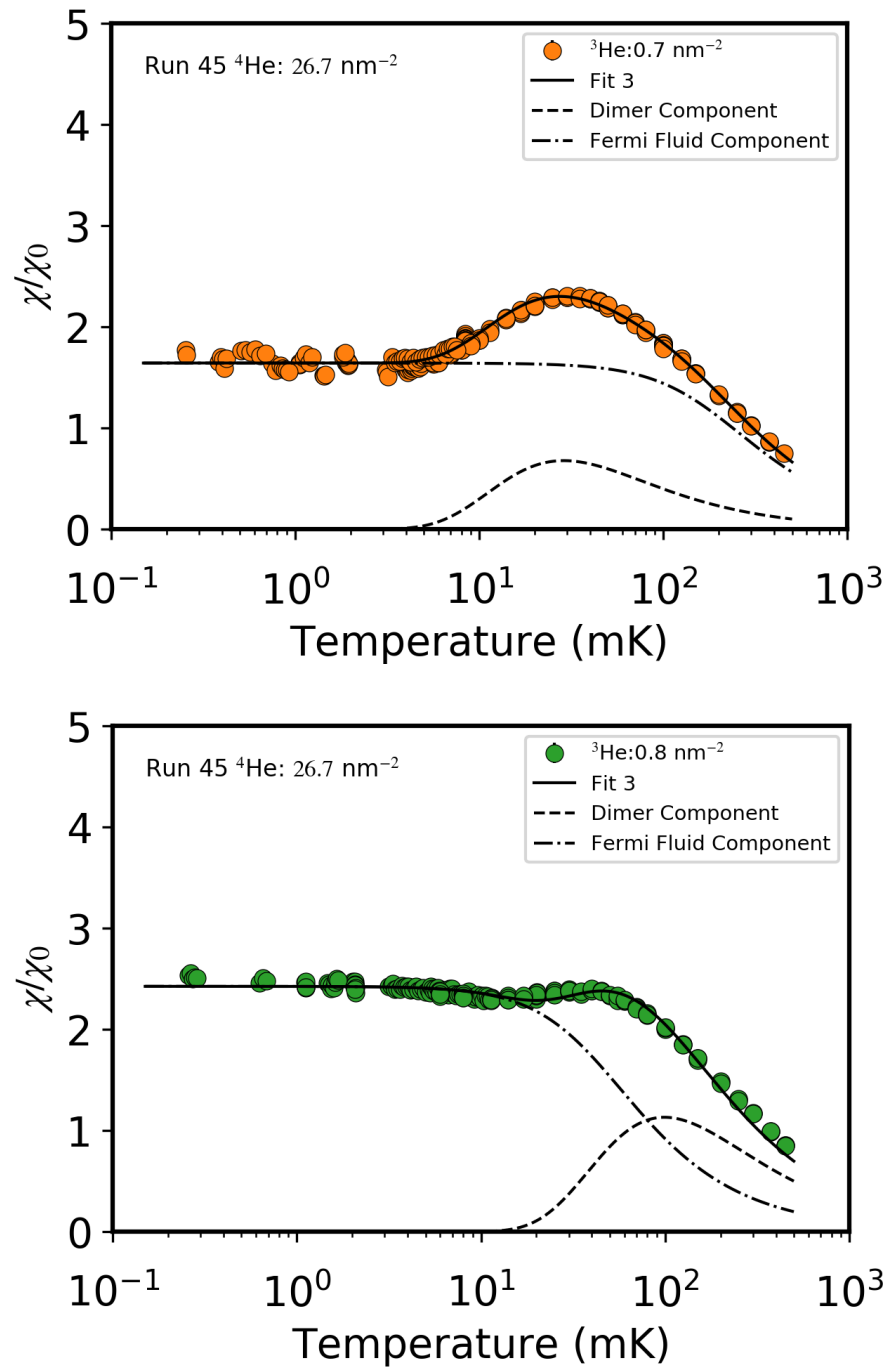 5
4
3
2
1
0
χ/χ₀
Run 45 ⁴He: 26.7 nm⁻²
³He:0.7 nm⁻²
Fit 3
Dimer Component
Fermi Fluid Component
10⁻¹ 10⁰ 10¹ 10² 10³
Temperature (mK)
5
4
3
2
1
0
χ/χ₀
Run 45 ⁴He: 26.7 nm⁻²
³He:0.8 nm⁻²
Fit 3
Dimer Component
Fermi Fluid Component
10⁻¹ 10⁰ 10¹ 10² 10³
Temperature (mK)